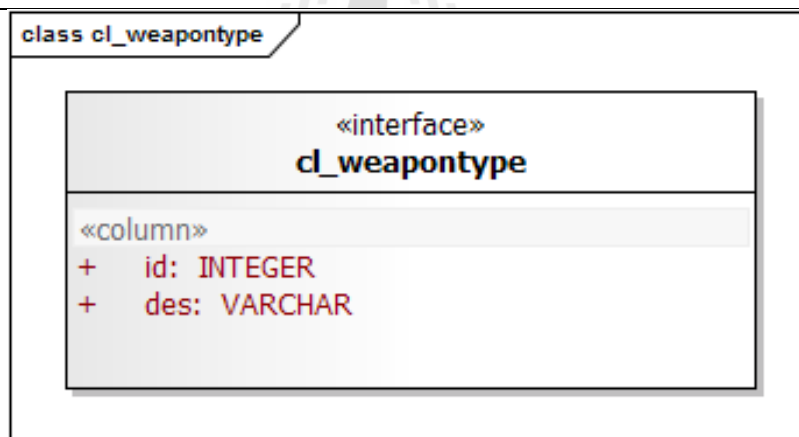 class cl_weapontype
«interface»
cl_weapontype
«column»
+ id: INTEGER
+ des: VARCHAR